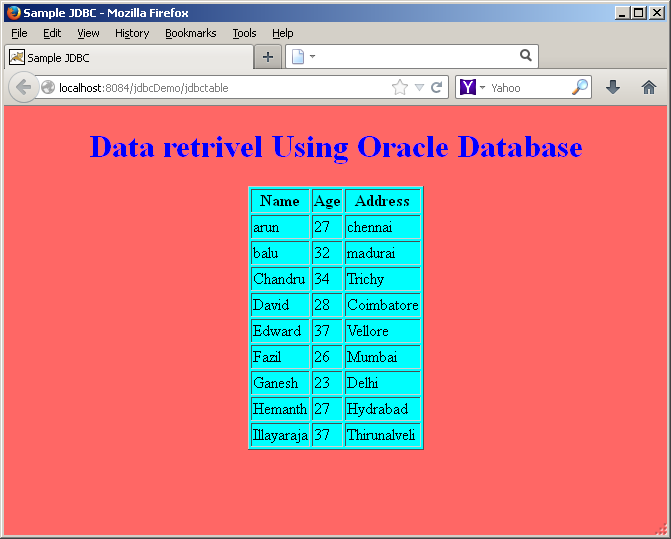 Sample JDBC - Mozilla Firefox
File Edit View History Bookmarks Tools Help
Sample JDBC
localhost:8084/jdbcDemo/jdbctable
Yahoo
Data retrivel Using Oracle Database
Name Age Address
arun 27 chennai
balu 32 madurai
Chandru 34 Trichy
David 28 Coimbatore
Edward 37 Vellore
Fazil 26 Mumbai
Ganesh 23 Delhi
Hemanth 27 Hydrabad
Illayaraja 37 Thirunalveli